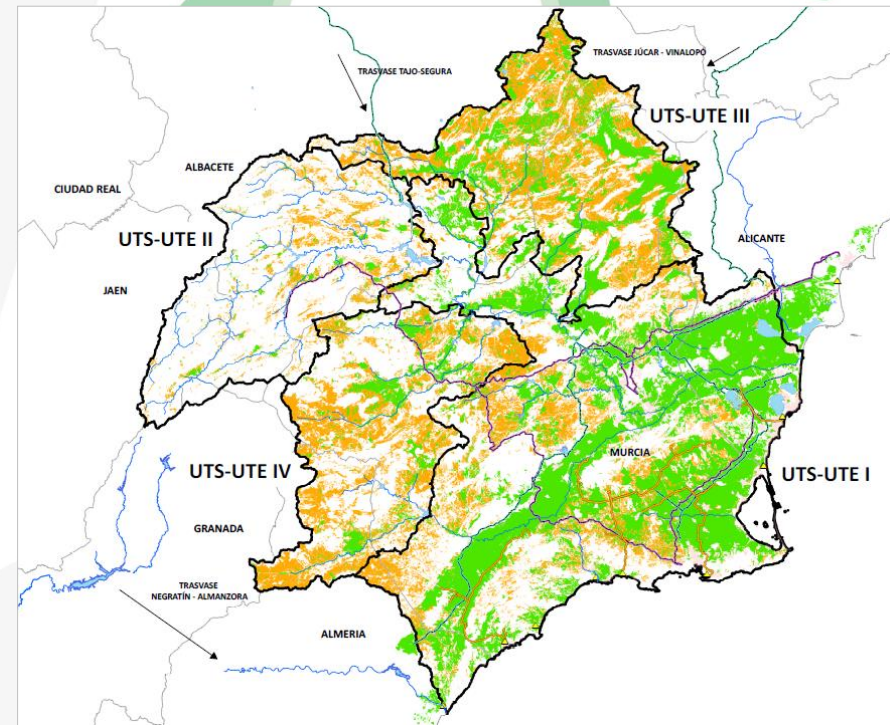 TRASVASE JÚCAR - VINALOPÓ
TRASVASE TAJO-SEGURA
UTS-UTE III
ALBACETE
CIUDAD REAL
UTS-UTE II
ALICANTE
JAEN
MURCIA
UTS-UTE IV
UTS-UTE I
GRANADA
TRASVASE
NEGRATÍN - ALMANZORA
ALMERIA